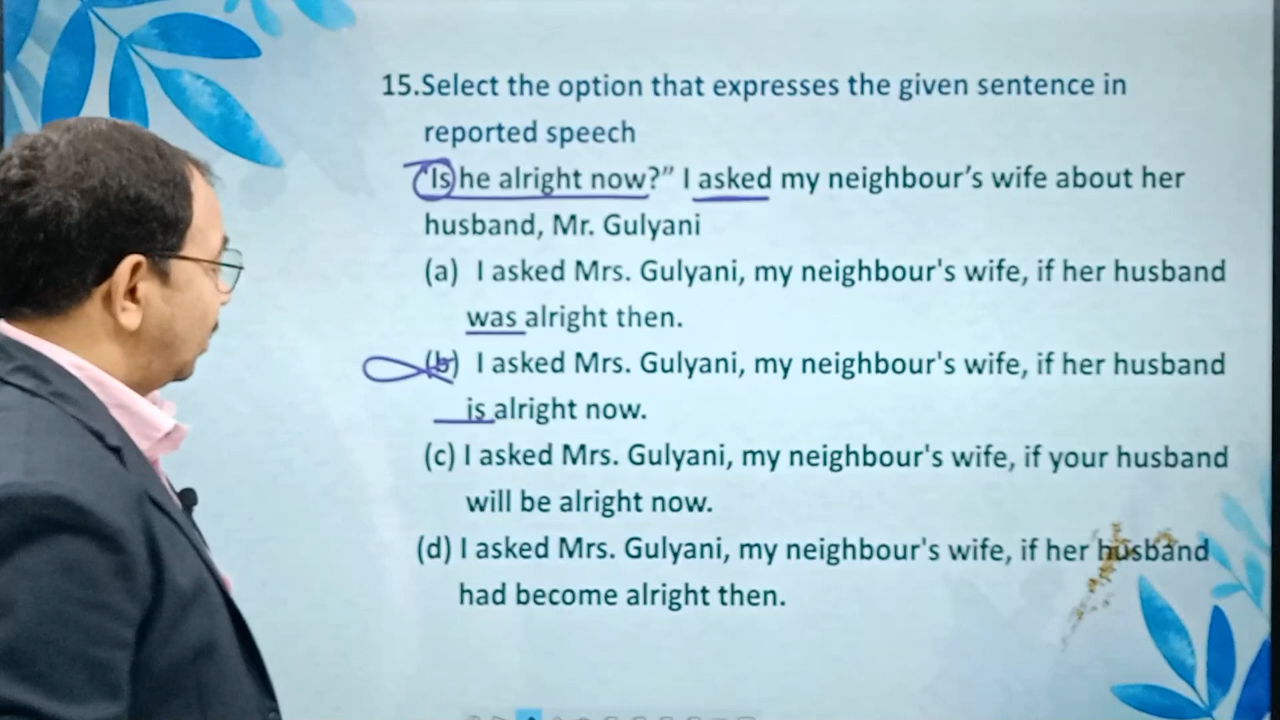 15.Select the option that expresses the given sentence in
reported speech
"Is he alright now?” I asked my neighbour’s wife about her
husband, Mr. Gulyani
(a) I asked Mrs. Gulyani, my neighbour's wife, if her husband
was alright then.
(b) I asked Mrs. Gulyani, my neighbour's wife, if her husband
is alright now.
(c) I asked Mrs. Gulyani, my neighbour's wife, if your husband
will be alright now.
(d) I asked Mrs. Gulyani, my neighbour's wife, if her husband
had become alright then.